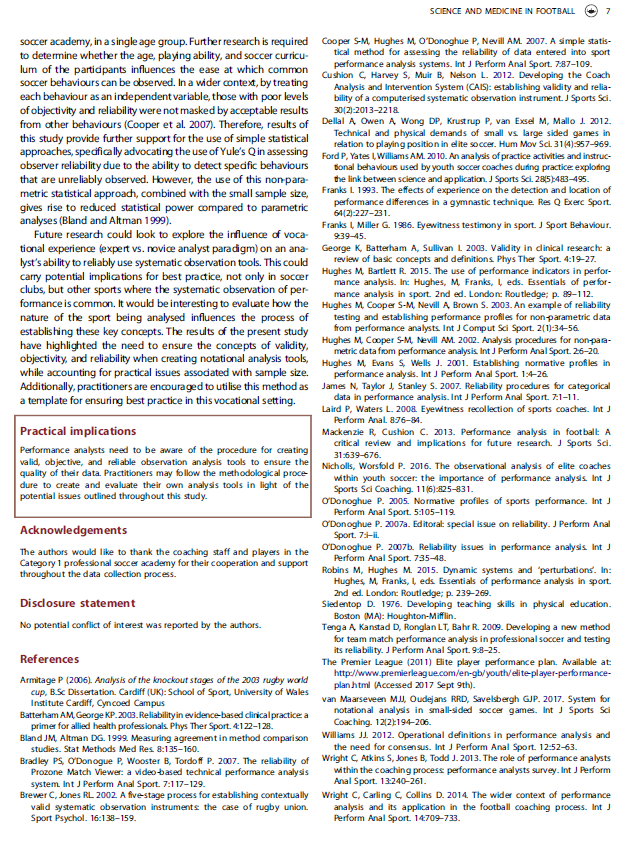 SCIENCE AND MEDICINE IN FOOTBALL 7
soccer academy, in a single age group. Further research is required
to determine whether the age, playing ability, and soccer curricu-
lum of the participants influences the ease at which common
soccer behaviours can be observed. In a wider context, by treating
each behaviour as an independent variable, those with poor levels
of objectivity and reliability were not masked by acceptable results
from other behaviours (Cooper et al. 2007). Therefore, results of
this study provide further support for the use of simple statistical
approaches, specifically advocating the use of Yule's Q in assessing
observer reliability due to the ability to detect specific behaviours
that are unreliably observed. However, the use of this non-para-
metric statistical approach, combined with the small sample size,
gives rise to reduced statistical power compared to parametric
analyses (Bland and Altman 1999).
Future research could look to explore the influence of voca-
tional experience (expert vs. novice analyst paradigm) on an ana-
lyst's ability to reliably use systematic observation tools. This could
carry potential implications for best practice, not only in soccer
clubs, but other sports where the systematic observation of per-
formance is common. It would be interesting to evaluate how the
nature of the sport being analysed influences the process of
establishing these key concepts. The results of the present study
have highlighted the need to ensure the concepts of validity,
objectivity, and reliability when creating notational analysis tools,
while accounting for practical issues associated with sample size.
Additionally, practitioners are encouraged to utilise this method as
a template for ensuring best practice in this vocational setting.
Practical implications
Performance analysts need to be aware of the procedure for creating
valid, objective, and reliable observation analysis tools to ensure the
quality of their data. Practitioners may follow the methodological proce-
dure to create and evaluate their own analysis tools in light of the
potential issues outlined throughout this study.
Acknowledgements
The authors would like to thank the coaching staff and players in the
Category 1 professional soccer academy for their cooperation and support
throughout the data collection process.
Disclosure statement
No potential conflict of interest was reported by the authors.
References
Armitage P (2006). Analysis of the knockout stages of the 2003 rugby world
cup, B.Sc Dissertation. Cardiff (UK): School of Sport, University of Wales
Institute Cardiff, Cyncoed Campus
Batterham AM, George KP. 2003. Reliability in evidence-based clinical practice: a
primer for allied health professionals. Phys Ther Sport. 4:122–128.
Bland JM, Altman DG. 1999. Measuring agreement in method comparison
studies. Stat Methods Med Res. 8:135–160.
Bradley PS, O'Donogue P, Wooster B, Tordoff P. 2007. The reliability of
Prozone Match Viewer: a video-based technical performance analysis
system. Int J Perform Anal Sport. 7:117–129.
Brewer C, Jones RL. 2002. A five-stage process for establishing contextually
valid systematic observation instruments: the case of rugby union.
Sport Psychol. 16:138–159.
Cooper S-M, Hughes M, O'Donoghue P, Nevill AM. 2007. A simple statis-
tical method for assessing the reliability of data entered into sport
performance analysis systems. Int J Perform Anal Sport. 7:87–109.
Cushion C, Harvey S, Muir B, Nelson L. 2012. Developing the Coach
Analysis and Intervention System (CAIS): establishing validity and relia-
bility of a computerised systematic observation instrument. J Sports Sci.
30(2):2013–2218.
Dellal A, Owen A, Wong DP, Krustrup P, van Exsel M, Mallo J. 2012.
Technical and physical demands of small vs. large sided games in
relation to playing position in elite soccer. Hum Mov Sci. 31(4):957–969.
Ford P, Yates I, Williams AM. 2010. An analysis of practice activities and instruc-
tional behaviours used by youth soccer coaches during practice: exploring
the link between science and application. J Sports Sci. 28(5):483–495.
Franks I. 1993. The effects of experience on the detection and location of
performance differences in a gymnastic technique. Res Q Exerc Sport.
64(2):227–231.
Franks I, Miller G. 1986. Eyewitness testimony in sport. J Sport Behaviour.
9:39–45.
George K, Batterham A, Sullivan I. 2003. Validity in clinical research: a
review of basic concepts and definitions. Phys Ther Sport. 4:19–27.
Hughes M, Bartlett R. 2015. The use of performance indicators in perfor-
mance analysis. In: Hughes, M, Franks, I, eds. Essentials of perfor-
mance analysis in sport. 2nd ed. London: Routledge; p. 89–112.
Hughes M, Cooper S-M, Nevill A, Brown S. 2003. An example of reliability
testing and establishing performance profiles for non-parametric data
from performance analysts. Int J Comput Sci Sport. 2(1):34–56.
Hughes M, Cooper S-M, Nevill AM. 2002. Analysis procedures for non-para-
metric data from performance analysis. Int J Perform Anal Sport. 2:6–20.
Hughes M, Evans S, Wells J. 2001. Establishing normative profiles in
performance analysis. Int J Perform Anal Sport. 1:4–26.
James N, Taylor J, Stanley S. 2007. Reliability procedures for categorical
data in performance analysis. Int J Perform Anal Sport. 7:1–11.
Laird P, Waters L. 2008. Eyewitness recollection of sports coaches. Int J
Perform Anal. 8:76–84.
Mackenzie R, Cushion C. 2013. Performance analysis in football: A
critical review and implications for future research. J Sports Sci.
31:639–676.
Nicholls, Worsfold P. 2016. The observational analysis of elite coaches
within youth soccer: the importance of performance analysis. Int J
Sports Sci Coaching. 11(6):825–831.
O'Donoghue P. 2005. Normative profiles of sports performance. Int J
Perform Anal Sport. 5:105–119.
O'Donoghue P. 2007a. Editoral: special issue on reliability. J Perform Anal
Sport. 7:i–ii.
O'Donoghue P. 2007b. Reliability issues in performance analysis. Int J
Perform Anal Sport. 7:35–48.
Robins M, Hughes M. 2015. Dynamic systems and 'perturbations'. In:
Hughes, M, Franks, I, eds. Essentials of performance analysis in sport.
2nd ed. London: Routledge; p. 239–269.
Siedentop D. 1976. Developing teaching skills in physical education.
Boston (MA): Houghton-Mifflin.
Tenga A, Kanstad D, Ronglan LT, Bahr R. 2009. Developing a new method
for team match performance analysis in professional soccer and testing
its reliability. J Perform Anal Sport. 9:8–25.
The Premier League (2011) Elite player performance plan. Available at:
http://www.premierleague.com/en-gb/youth/elite-player-performance-
plan.html (Accessed 2017 Sept 9th).
van Maarseveen MJJ, Oudejans RRD, Savelsbergh GJP. 2017. System for
notational analysis in small-sided soccer games. Int J Sports Sci
Coaching. 12(2):194–206.
Williams JJ. 2012. Operational definitions in performance analysis and
the need for consensus. Int J Perform Anal Sport. 12:52–63.
Wright C, Atkins S, Jones B, Todd J. 2013. The role of performance analysts
within the coaching process: performance analysts survey. Int J Perform
Anal Sport. 13:240–261.
Wright C, Carling C, Collins D. 2014. The wider context of performance
analysis and its application in the football coaching process. Int J
Perform Anal Sport. 14:709–733.